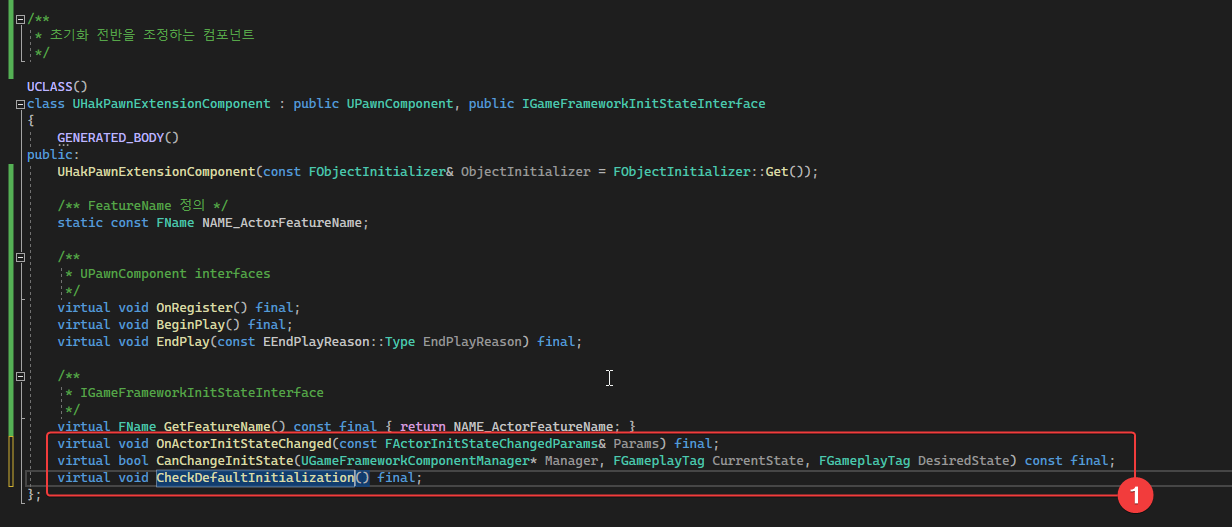 /**
* 초기화 전반을 조정하는 컴포넌트
*/
UCLASS()
class UHakPawnExtensionComponent : public UPawnComponent, public IGameFrameworkInitStateInterface
{
GENERATED_BODY()
public:
UHakPawnExtensionComponent(const FObjectInitializer& ObjectInitializer = FObjectInitializer::Get());
/** FeatureName 정의 */
static const FName NAME_ActorFeatureName;
/**
* UPawnComponent interfaces
*/
virtual void OnRegister() final;
virtual void BeginPlay() final;
virtual void EndPlay(const EEndPlayReason::Type EndPlayReason) final;
/**
* IGameFrameworkInitStateInterface
*/
virtual FName GetFeatureName() const final { return NAME_ActorFeatureName; }
virtual void OnActorInitStateChanged(const FActorInitStateChangedParams& Params) final;
virtual bool CanChangeInitState(UGameFrameworkComponentManager* Manager, FGameplayTag CurrentState, FGameplayTag DesiredState) const final;
virtual void CheckDefaultInitialization() final;
};
1